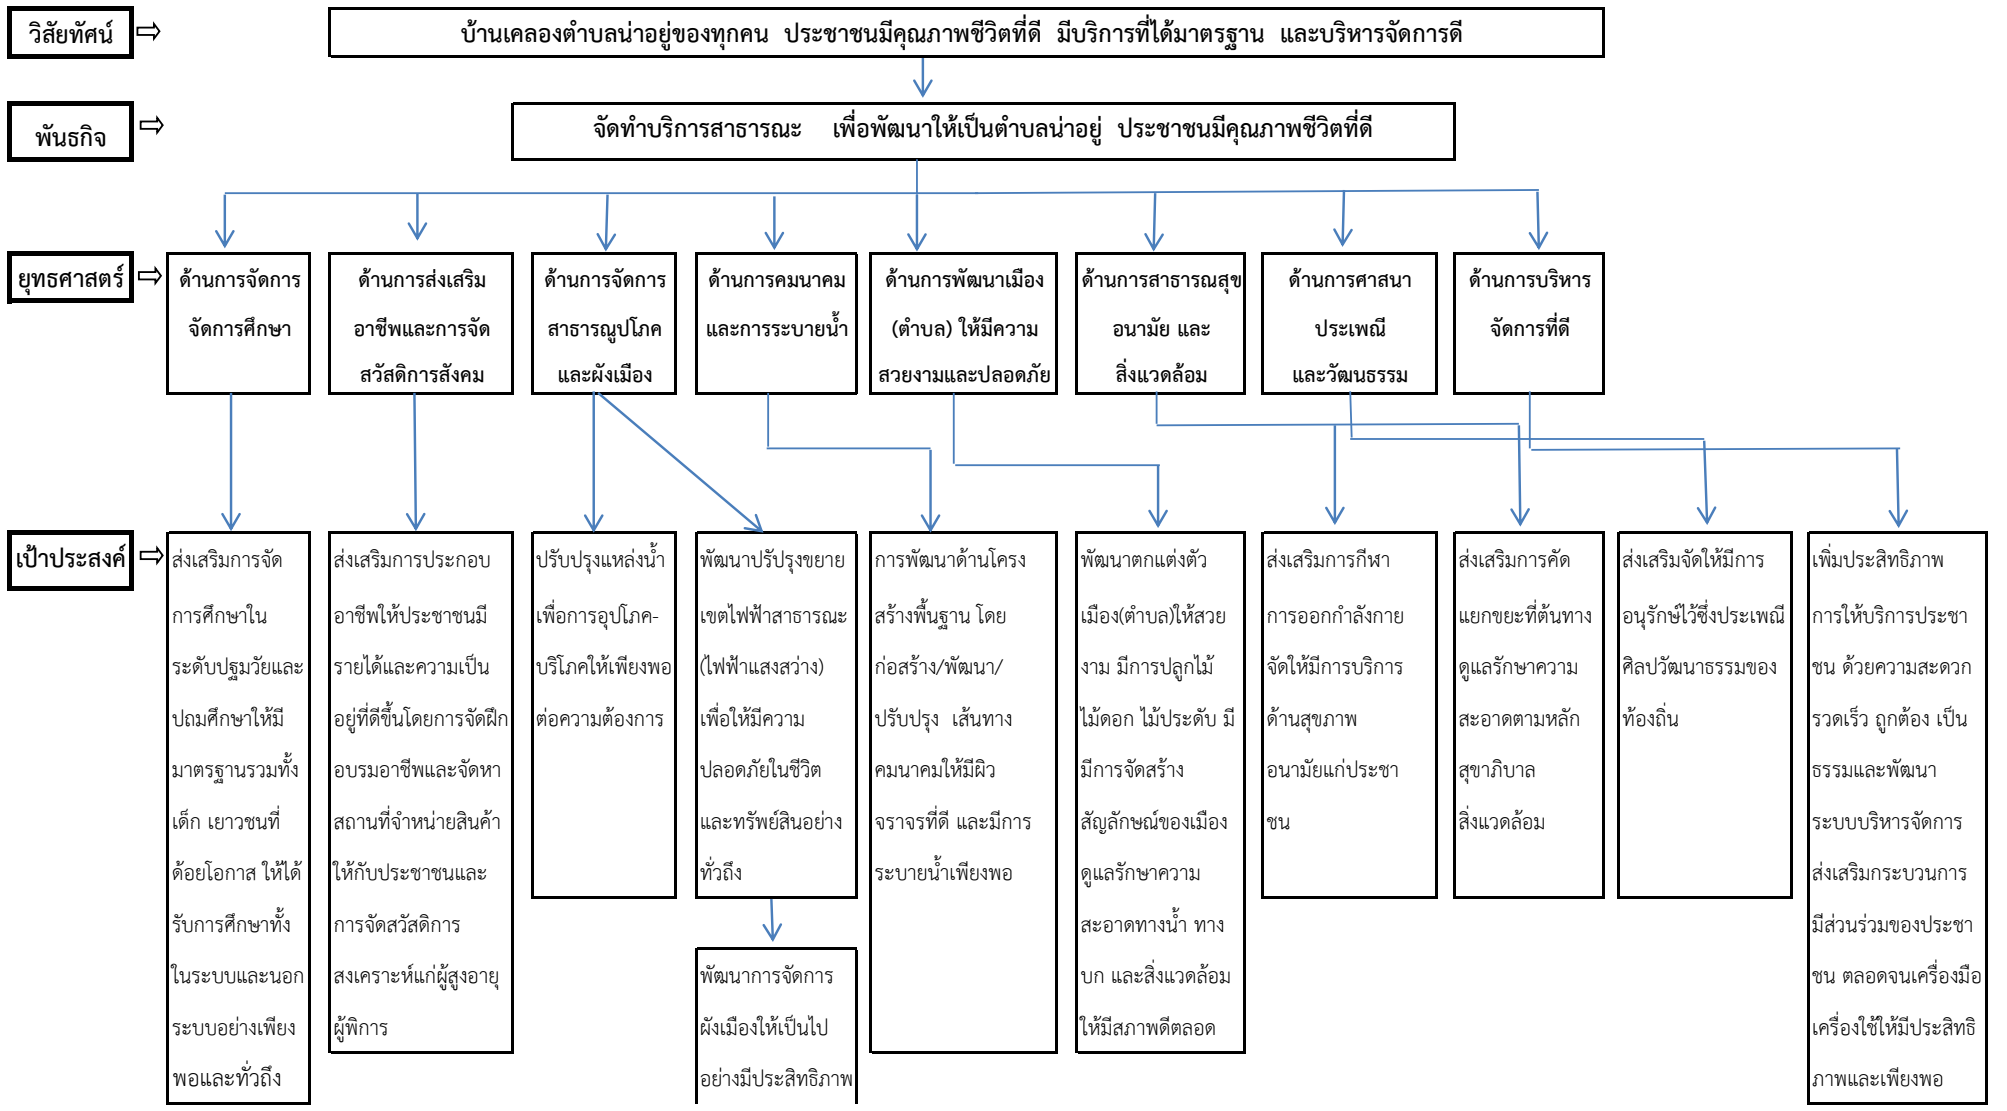 วิสัยทัศน์
บ้านเคลองตำบลน่าอยู่ของทุกคน ประชาชนมีคุณภาพชีวิตที่ดี มีบริการที่ได้มาตรฐาน และบริหารจัดการดี
พันธกิจ
จัดทำบริการสาธารณะ เพื่อพัฒนาให้เป็นตำบลน่าอยู่ ประชาชนมีคุณภาพชีวิตที่ดี
ยุทธศาสตร์
ด้านการจัดการ
จัดการศึกษา
ด้านการส่งเสริม
อาชีพและการจัด
สวัสดิการสังคม
ด้านการจัดการ
สาธารณูปโภค
และผังเมือง
ด้านการคมนาคม
และการระบายน้ำ
ด้านการพัฒนาเมือง
(ตำบล) ให้มีความ
สวยงามและปลอดภัย
ด้านการสาธารณสุข
อนามัย และ
สิ่งแวดล้อม
ด้านการศาสนา
ประเพณี
และวัฒนธรรม
ด้านการบริหาร
จัดการที่ดี
เป้าประสงค์
ส่งเสริมการจัด
การศึกษาใน
ระดับปฐมวัยและ
ปถมศึกษาให้มี
มาตรฐานรวมทั้ง
เด็ก เยาวชนที่
ด้อยโอกาส ให้ได้
รับการศึกษาทั้ง
ในระบบและนอก
ระบบอย่างเพียง
พอและทั่วถึง
ส่งเสริมการประกอบ
อาชีพให้ประชาชนมี
รายได้และความเป็น
อยู่ที่ดีขึ้นโดยการจัดฝึก
อบรมอาชีพและจัดหา
สถานที่จำหน่ายสินค้า
ให้กับประชาชนและ
การจัดสวัสดิการ
สงเคราะห์แก่ผู้สูงอายุ
ผู้พิการ
ปรับปรุงแหล่งน้ำ
เพื่อการอุปโภค-
บริโภคให้เพียงพอ
ต่อความต้องการ
พัฒนาปรัปรุงขยาย
เขตไฟฟ้าสาธารณะ
(ไฟฟ้าแสงสว่าง)
เพื่อให้มีความ
ปลอดภัยในชีวิต
และทรัพย์สินอย่าง
ทั่วถึง
พัฒนาการจัดการ
ผังเมืองให้เป็นไป
อย่างมีประสิทธิภาพ
การพัฒนาด้านโครง
สร้างพื้นฐาน โดย
ก่อสร้าง/พัฒนา/
ปรับปรุง เส้นทาง
คมนาคมให้มีผิว
จราจรที่ดี และมีการ
ระบายน้ำเพียงพอ
พัฒนาตกแต่งตัว
เมือง(ตำบล)ให้สวย
งาม มีการปลูกไม้
ไม้ดอก ไม้ประดับ มี
มีการจัดสร้าง
สัญลักษณ์ของเมือง
ดูแลรักษาความ
สะอาดทางน้ำ ทาง
บก และสิ่งแวดล้อม
ให้มีสภาพดีตลอด
ส่งเสริมการกีฬา
การออกกำลังกาย
จัดให้มีการบริการ
ด้านสุขภาพ
อนามัยแก่ประชา
ชน
ส่งเสริมการคัด
แยกขยะที่ต้นทาง
ดูแลรักษาความ
สะอาดตามหลัก
สุขาภิบาล
สิ่งแวดล้อม
ส่งเสริมจัดให้มีการ
อนุรักษ์ไว้ซึ่งประเพณี
ศิลปวัฒนาธรรมของ
ท้องถิ่น
เพิ่มประสิทธิภาพ
การให้บริการประชา
ชน ด้วยความสะดวก
รวดเร็ว ถูกต้อง เป็น
ธรรมและพัฒนา
ระบบบริหารจัดการ
ส่งเสริมกระบวนการ
มีส่วนร่วมของประชา
ชน ตลอดจนเครื่องมือ
เครื่องใช้ให้มีประสิทธิ
ภาพและเพียงพอ